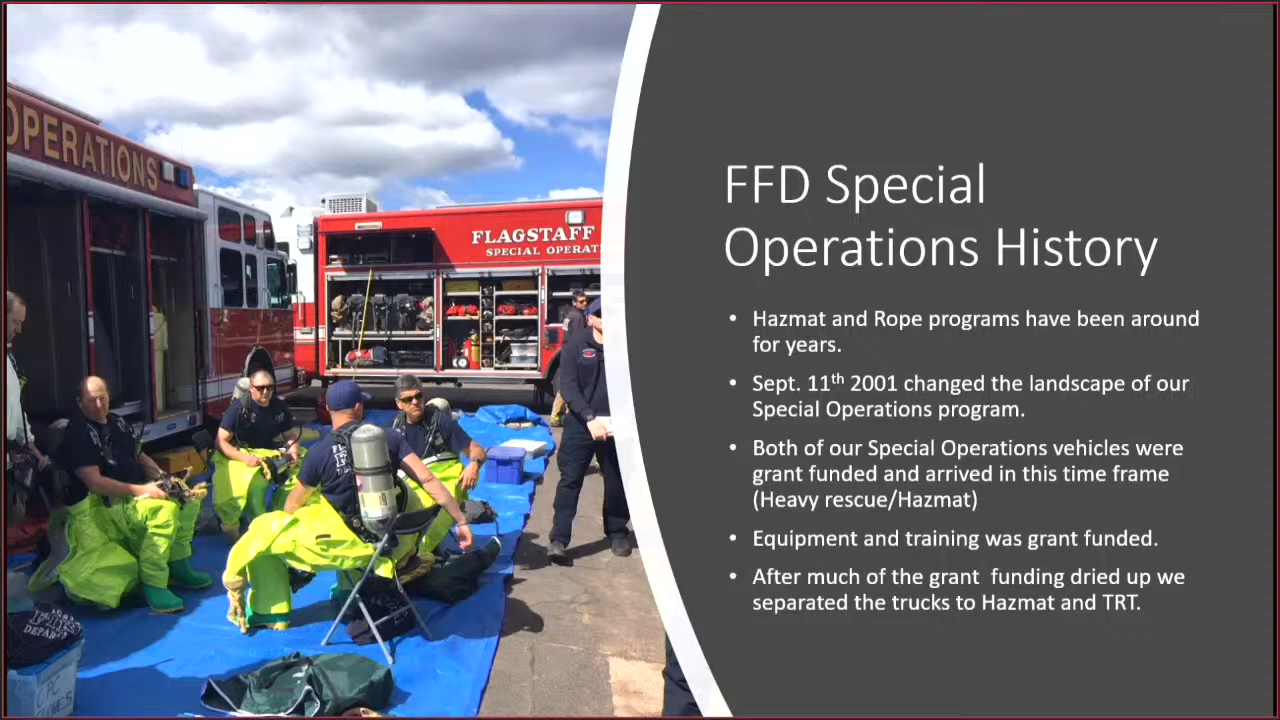 OPERATIONS
FLAGSTAFF
SPECIAL OPERAT
FFD Special
Operations History
• Hazmat and Rope programs have been around
for years.
• Sept. 11th 2001 changed the landscape of our
Special Operations program.
• Both of our Special Operations vehicles were
grant funded and arrived in this time frame
(Heavy rescue/Hazmat)
• Equipment and training was grant funded.
• After much of the grant  funding dried up we
separated the trucks to Hazmat and TRT.